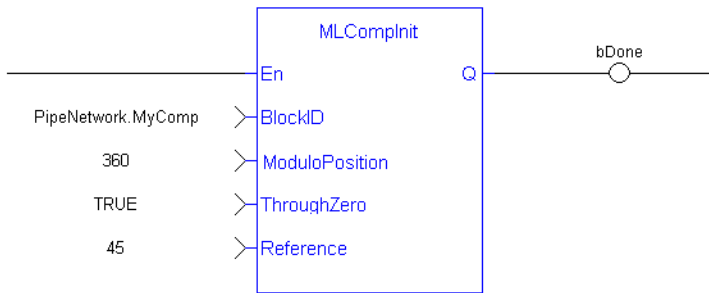 MLCompInit
bDone
En Q
PipeNetwork.MyComp BlockID
360 ModuloPosition
TRUE ThroughZero
45 Reference